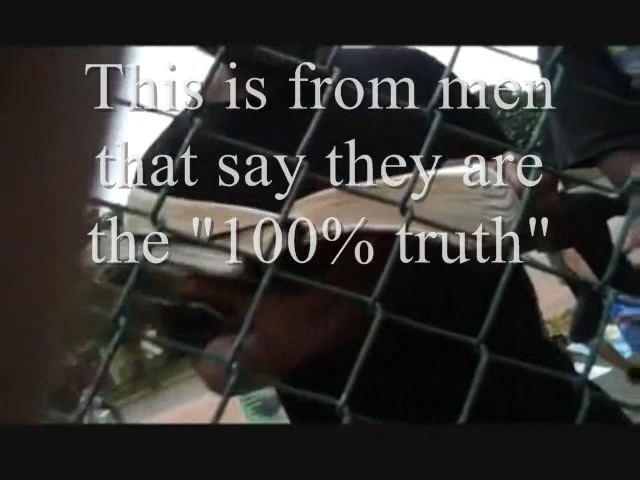 This is from men
that say they are
the "100% truth"